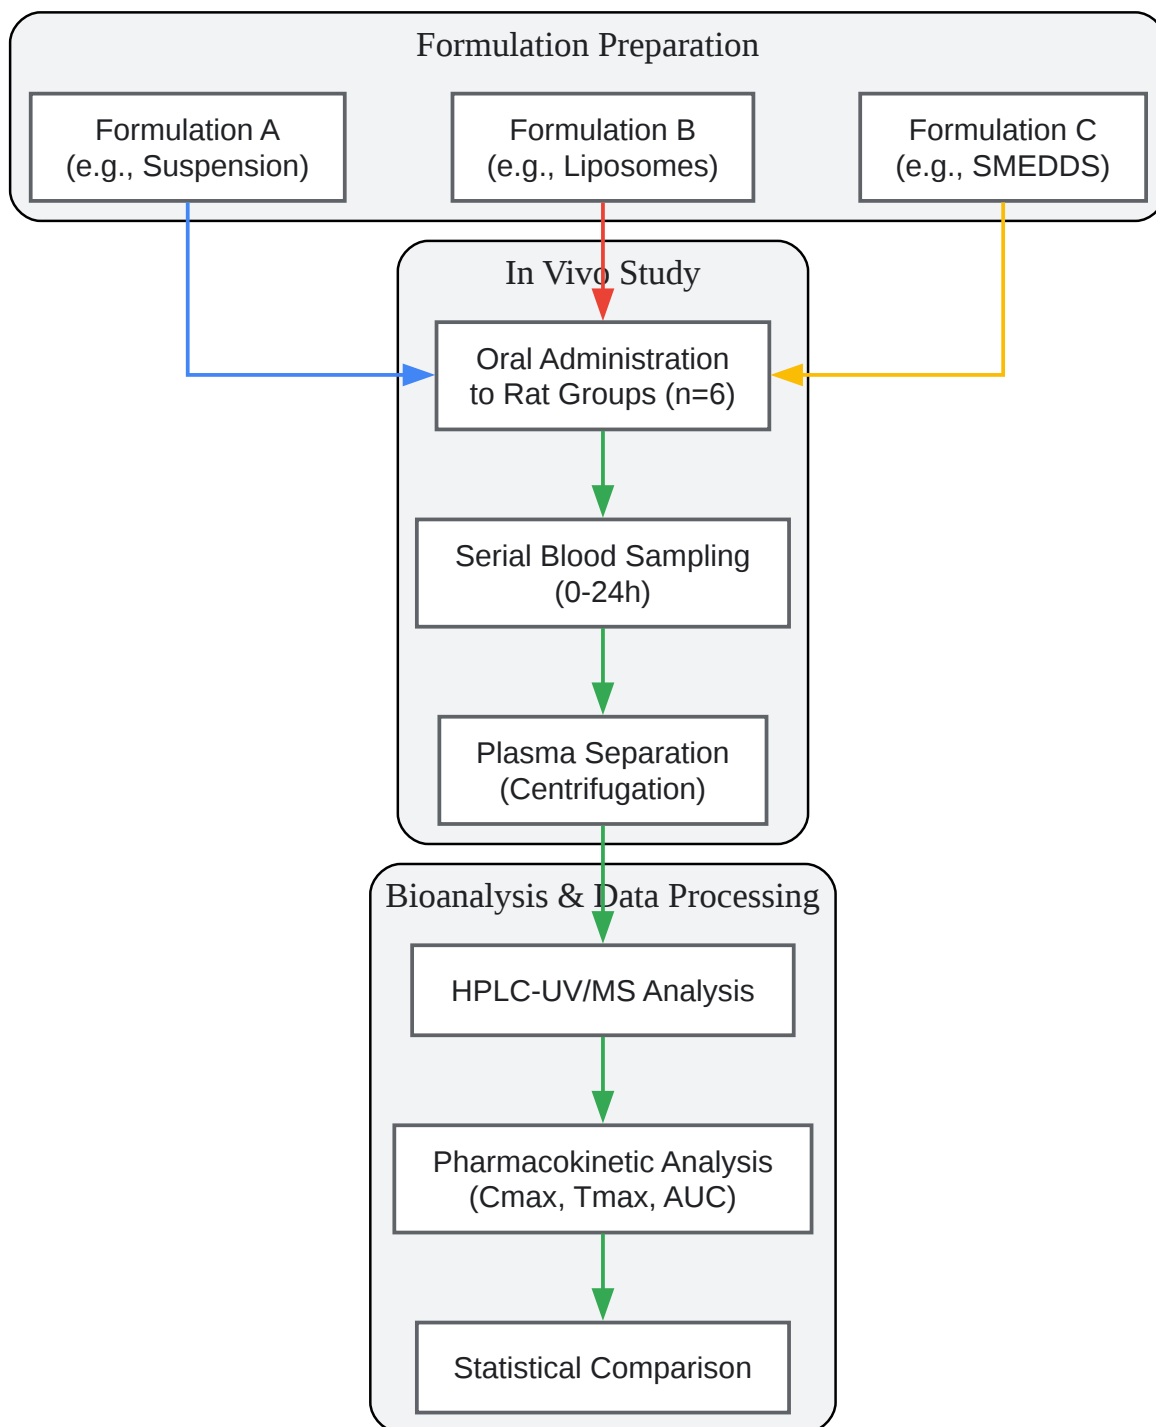 Formulation Preparation
Formulation A
(e.g., Suspension)
Formulation B
(e.g., Liposomes)
Formulation C
(e.g., SMEDDS)
In Vivo Study
Oral Administration
to Rat Groups (n=6)
Serial Blood Sampling
(0-24h)
Plasma Separation
(Centrifugation)
Bioanalysis & Data Processing
HPLC-UV/MS Analysis
Pharmacokinetic Analysis
(Cmax, Tmax, AUC)
Statistical Comparison